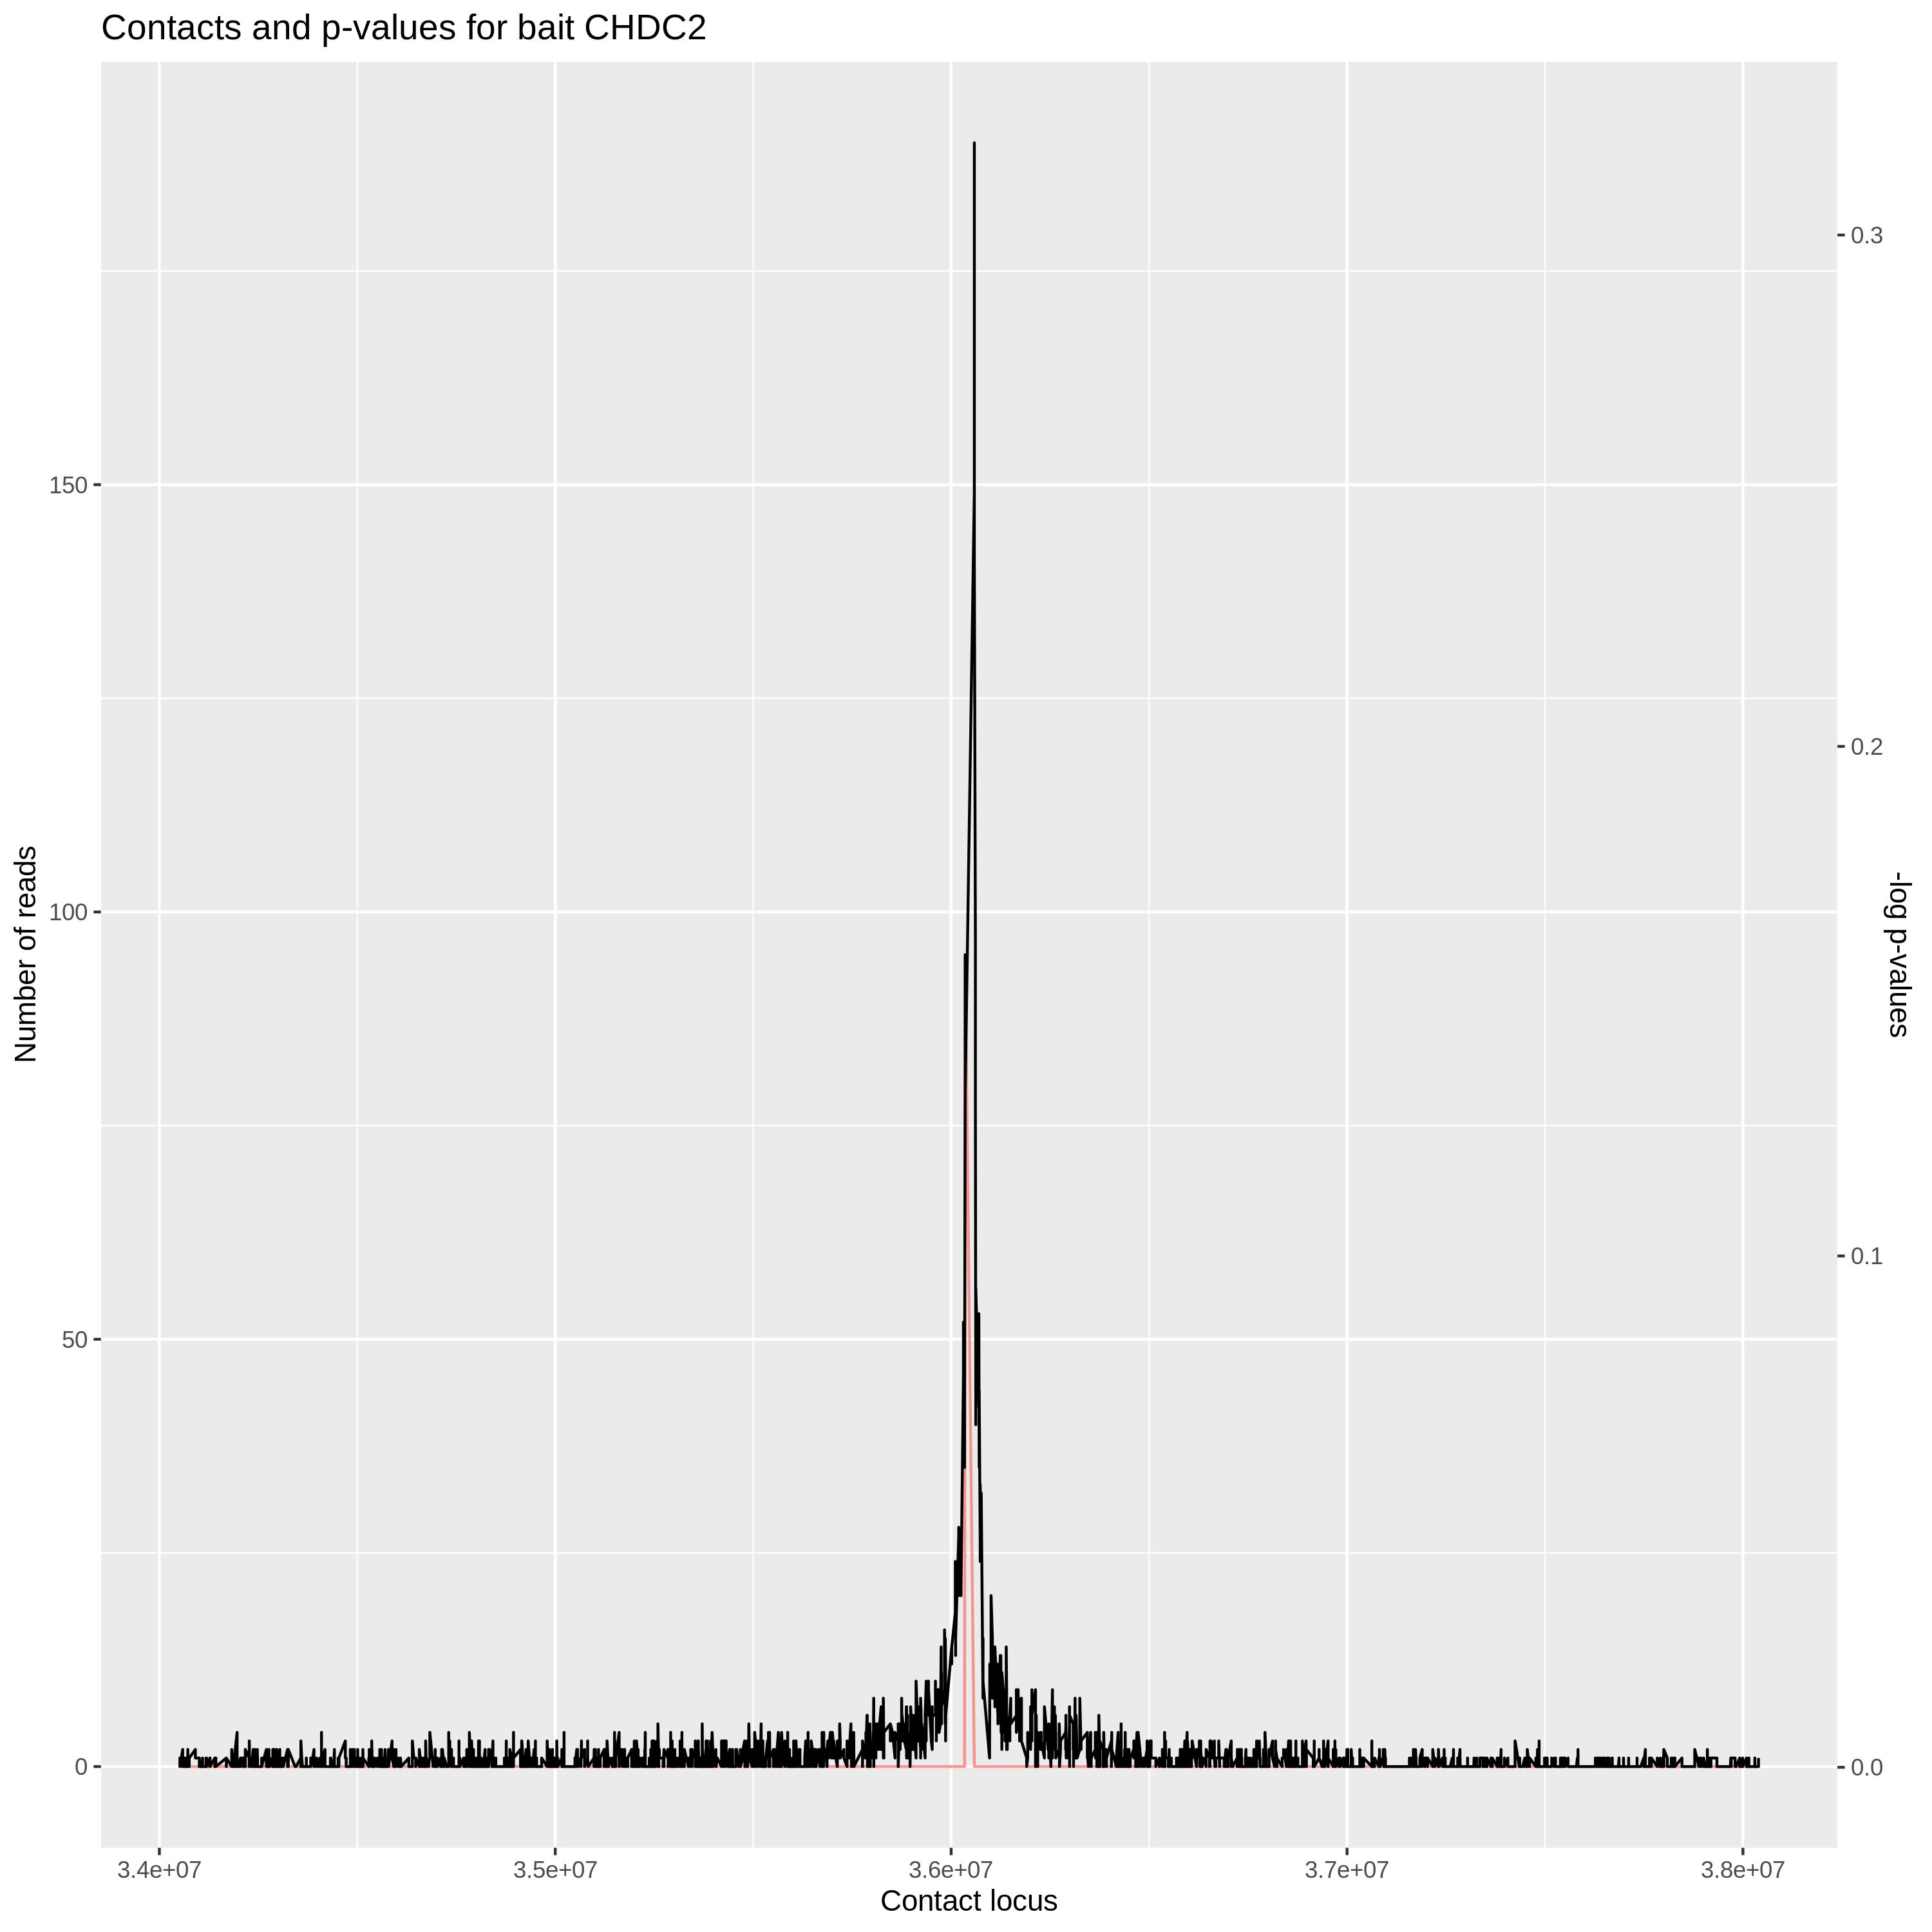 Contacts and p-values for bait CHDC2
Number of reads
150
100
50
0
0.3
0.2
0.1
0.0
-log p-values
3.4e+07
3.5e+07
3.6e+07
3.7e+07
3.8e+07
Contact locus